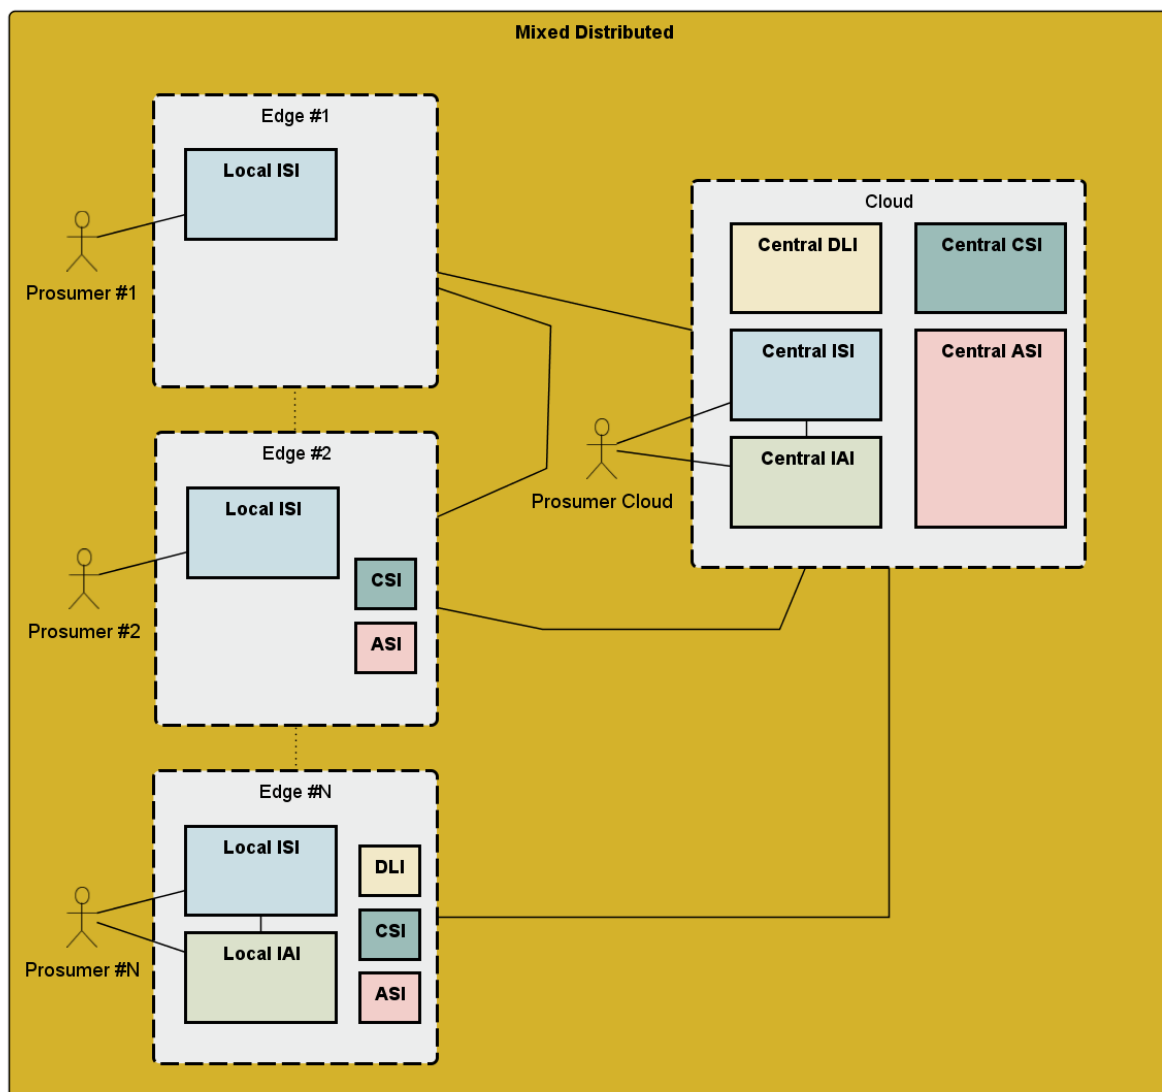 Mixed Distributed
Edge #1
Local ISI
Prosumer #1
Edge #2
Local ISI
CSI
ASI
Prosumer #2
Edge #N
Local ISI
DLI
CSI
Local IAI
ASI
Prosumer #N
Cloud
Central DLI
Central CSI
Central ISI
Central ASI
Central IAI
Prosumer Cloud